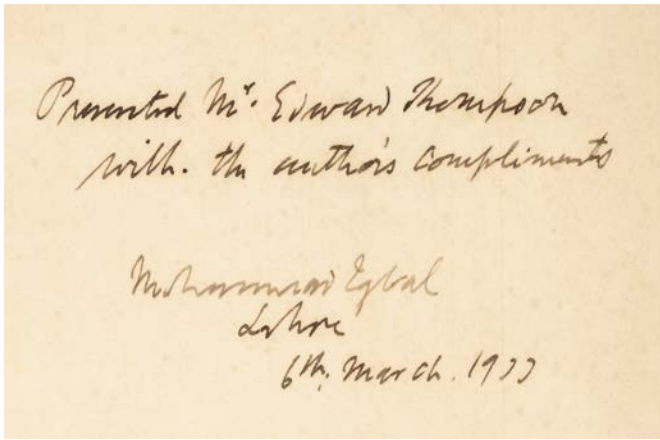 Presented Mr. Edward Thompson
with. the author's compliments
Mohammad Iqbal
Lahore
6th. March. 1933